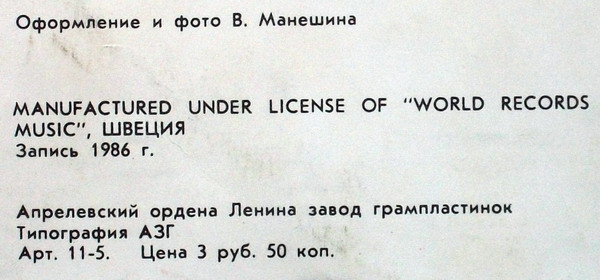 Оформление и фото В. Манешина
MANUFACTURED UNDER LICENSE OF "WORLD RECORDS
MUSIC", ШВЕЦИЯ
Запись 1986 г.
Апрелевский ордена Ленина завод грампластинок
Типография АЗГ
Арт. 11-5. Цена 3 руб. 50 коп.